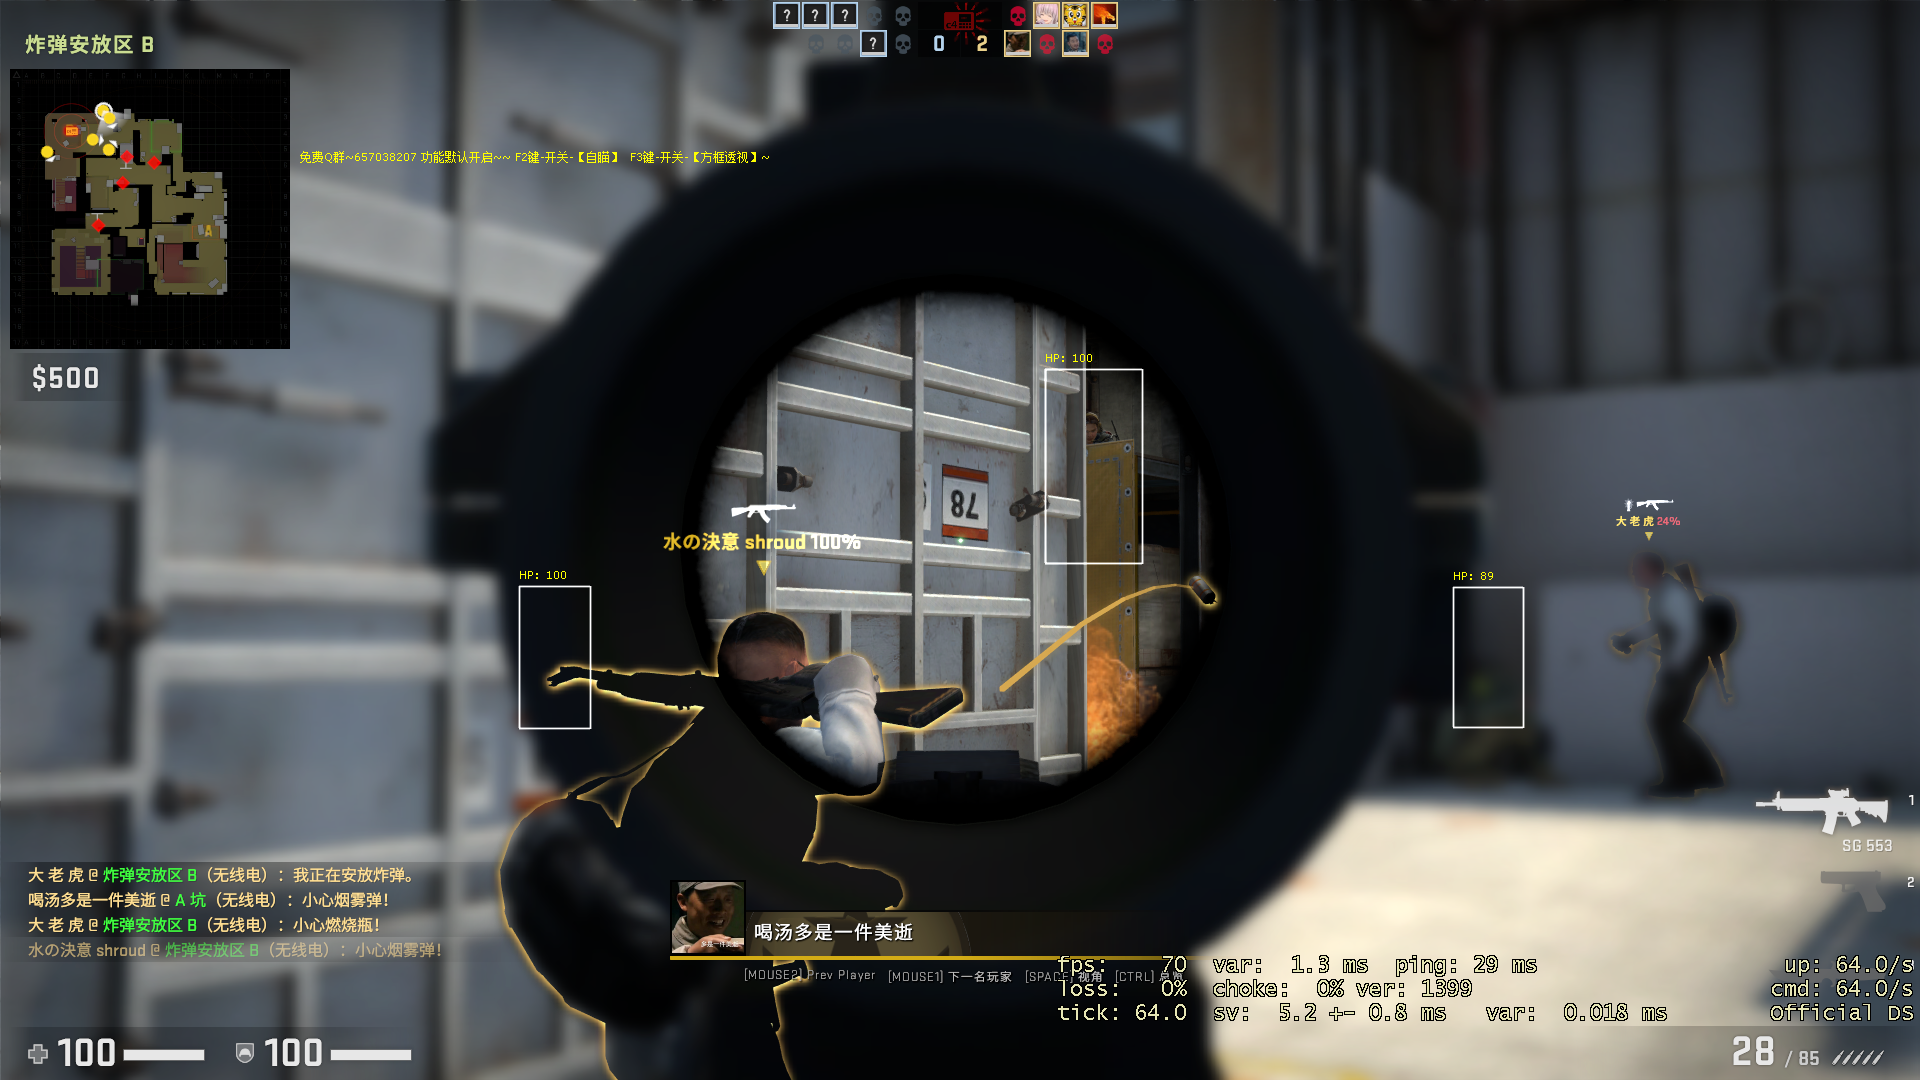 ? ? ?
? 0 2
炸弹安放区 B
A
免费Q群~657038207 功能默认开启~~ F2键-开关-【自瞄】 F3键-开关-【方框透视】~
$500
HP: 100
78
大 老 虎 24%
水の決意 shroud 100%
HP: 100
HP: 89
1
SG 553
2
大 老 虎 @ 炸弹安放区 B（无线电）：我正在安放炸弹。
喝汤多是一件美逝 @ A 坑（无线电）：小心烟雾弹！
大 老 虎 @ 炸弹安放区 B（无线电）：小心燃烧瓶！
水の決意 shroud @ 炸弹安放区 B（无线电）：小心烟雾弹！
喝汤多是一件美逝
[MOUSE2] Prev Player [MOUSE1] 下一名玩家 [SPACE] 视角 [CTRL] 总览
fps: 70 var: 1.3 ms ping: 29 ms up: 64.0/s
loss: 0% choke: 0% ver: 1399 cmd: 64.0/s
tick: 64.0 sv: 5.2 +- 0.8 ms var: 0.018 ms Official DS
100 100
28 / 85